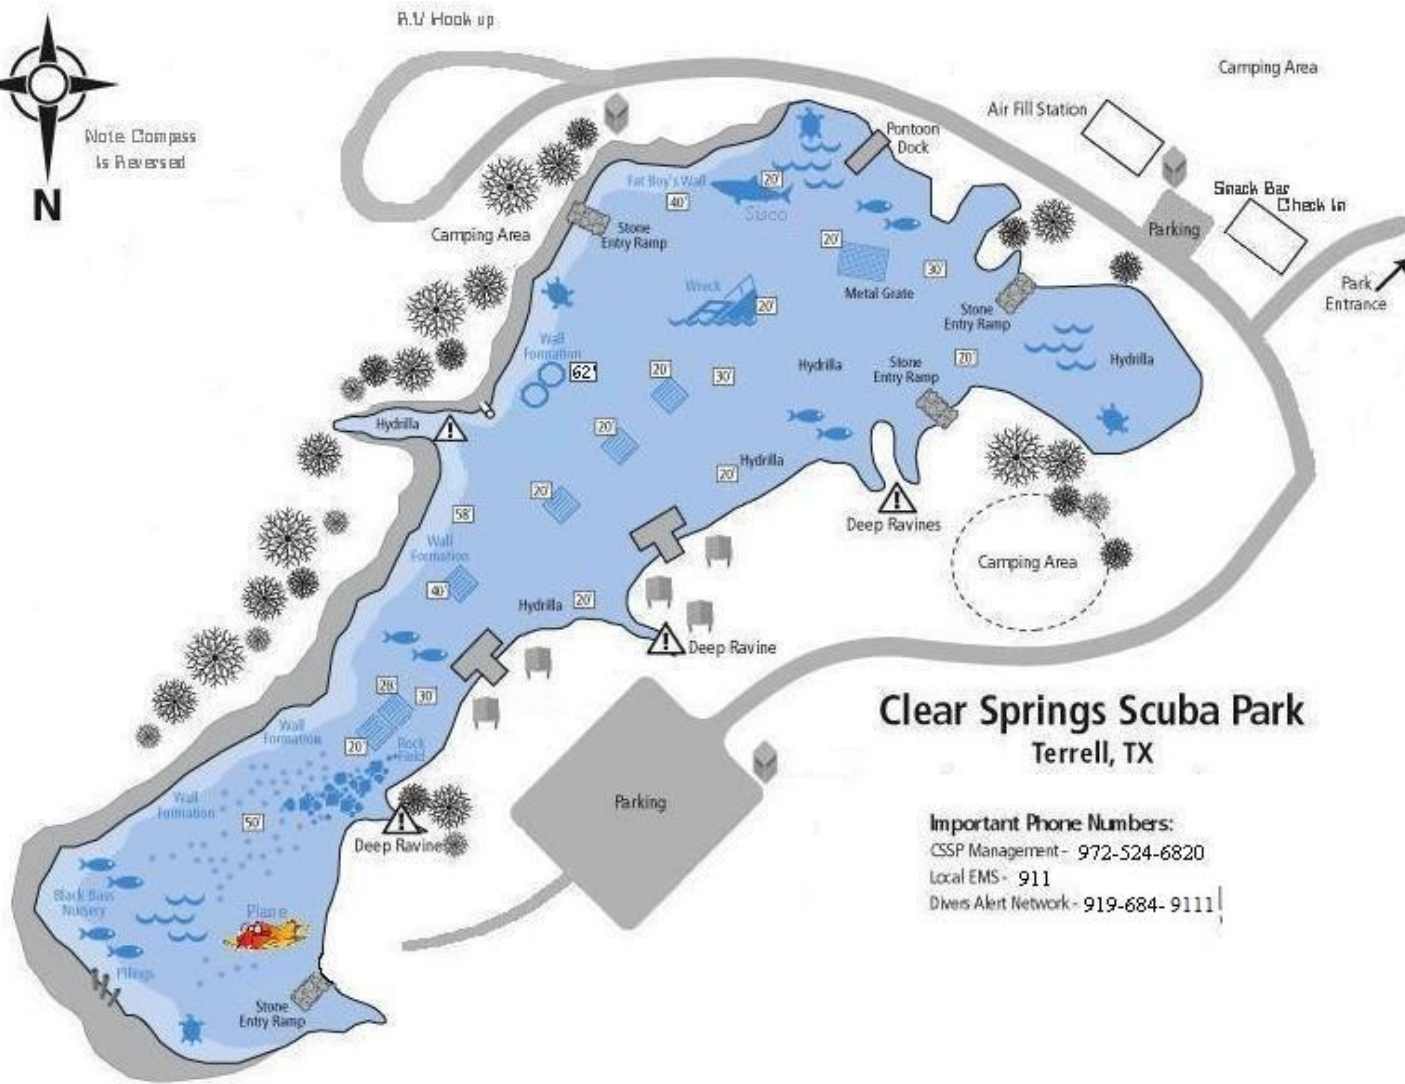 R.V Hook up
Camping Area
Note Compass
Is Reversed
N
Air Fill Station
Pontoon
Dock
Snack Bar
Check In
Parking
Park
Entrance
Fat Boy's Wall
40'
20'
Stone
Entry Ramp
Camping Area
20'
30'
Metal Grate
Wreck
20'
Stone
Entry Ramp
Wall
Formation
62'
20'
30'
Hydrilla
Stone
Entry Ramp
20'
Hydrilla
Hydrilla
20'
Hydrilla
20'
20'
58'
Wall
Formation
Deep Ravines
Camping Area
40'
Hydrilla
20'
Deep Ravine
30'
Wall
Formation
20'
Rock
Field
Wall
Formation
50'
Deep Ravine
Parking
Clear Springs Scuba Park
Terrell, TX
Important Phone Numbers:
CSSP Management - 972-524-6820
Local EMS - 911
Divers Alert Network - 919-684-9111
Black Bass
Nursery
Plane
Pilings
Stone
Entry Ramp